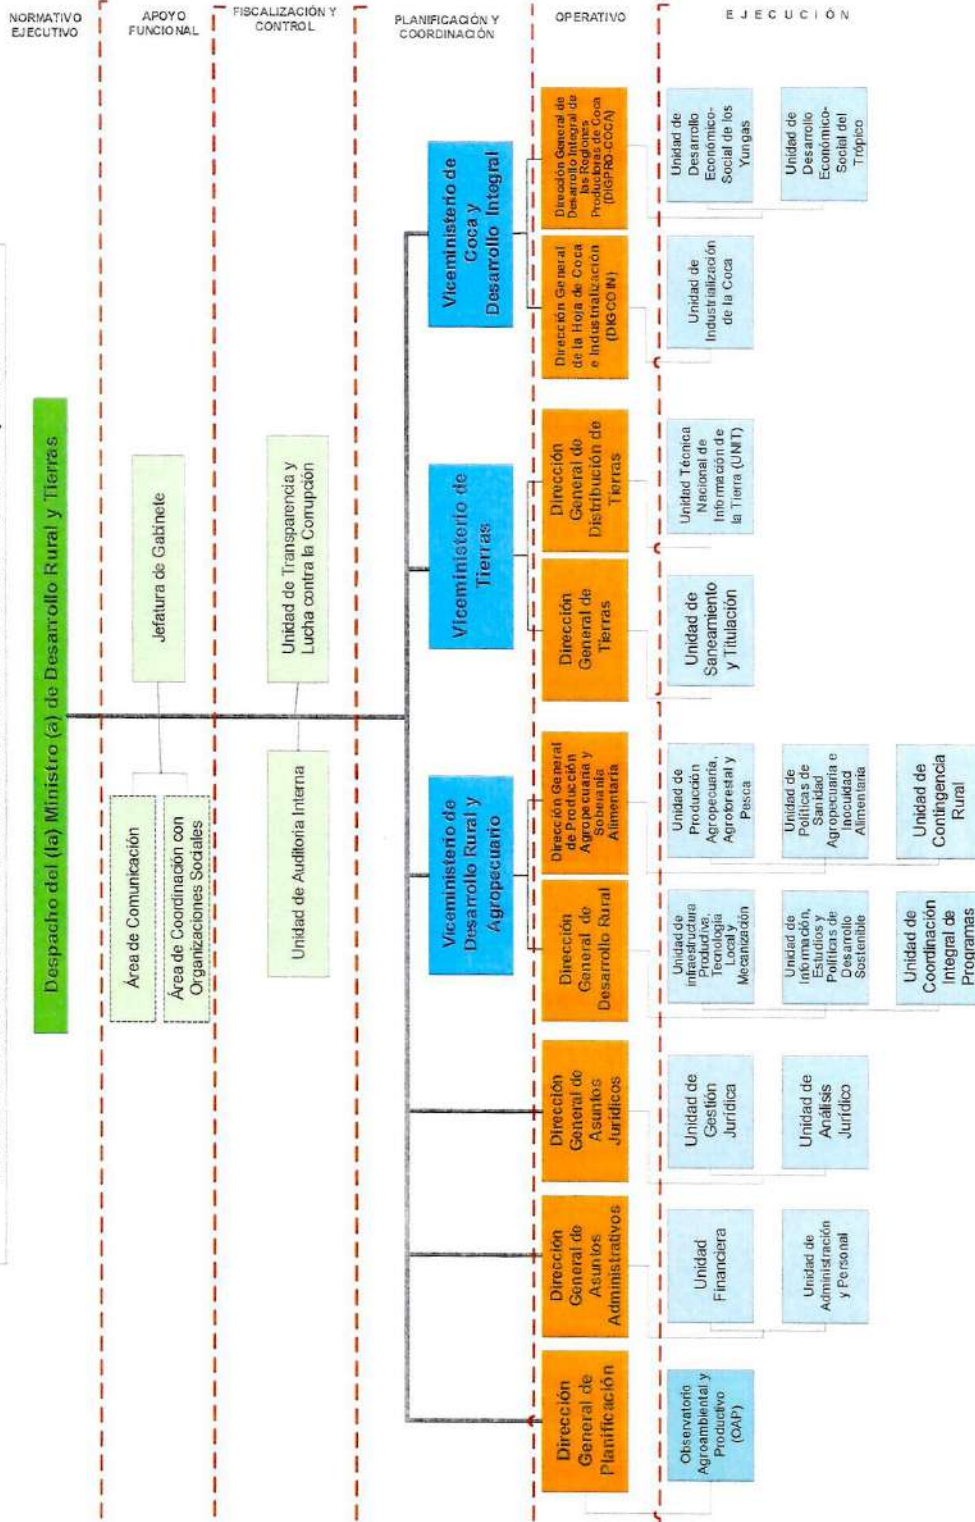 NORMATIVO
EJECUTIVO
APOYO
FUNCIONAL
FISCALIZACIÓN Y
CONTROL
PLANIFICACIÓN Y
COORDINACIÓN
OPERATIVO
EJECUCIÓN
Despacho del (la) Ministro (a) de Desarrollo Rural y Tierras
Área de Comunicación
Área de Coordinación con
Organizaciones Sociales
Jefatura de Gabinete
Unidad de Auditoría Interna
Unidad de Transparencia y
Lucha contra la Corrupción
Viceministerio de
Desarrollo Rural y
Agropecuario
Viceministerio de
Tierras
Viceministerio de
Coca y
Desarrollo Integral
Dirección
General de
Planificación
Dirección
General de
Asuntos
Administrativos
Dirección
General de
Asuntos
Jurídicos
Dirección
General de
Desarrollo Rural
Dirección General
de Producción
Agropecuaria y
Soberanía
Alimentaria
Dirección
General de
Tierras
Dirección
General de
Distribución de
Tierras
Dirección General
de la Hoja de Coca
e Industrialización
(DIGCOIN)
Dirección General de
Desarrollo Integral de
las Regiones
Productoras de Coca
(DIGPRO-COCA)
Observatorio
Agroambiental y
Productivo
(OAP)
Unidad
Financiera
Unidad de
Administración
y Personal
Unidad de
Gestión
Jurídica
Unidad de
Análisis
Jurídico
Unidad de
infraestructura
Productiva,
Tecnología
Local y
Mecanización
Unidad de
Información,
Estudios y
Políticas de
Desarrollo
Sostenible
Unidad de
Coordinación
Integral de
Programas
Unidad de
Producción
Agropecuaria,
Agroforestal y
Pesca
Unidad de
Políticas de
Sanidad
Agropecuaria e
Inocuidad
Alimentaria
Unidad de
Contingencia
Rural
Unidad de
Saneamiento
y Titulación
Unidad Técnica
Nacional de
Información de
la Tierra (UNIT)
Unidad de
Industrialización
de la Coca
Unidad de
Desarrollo
Económico-
Social de los
Yungas
Unidad de
Desarrollo
Económico-
Social del
Trópico